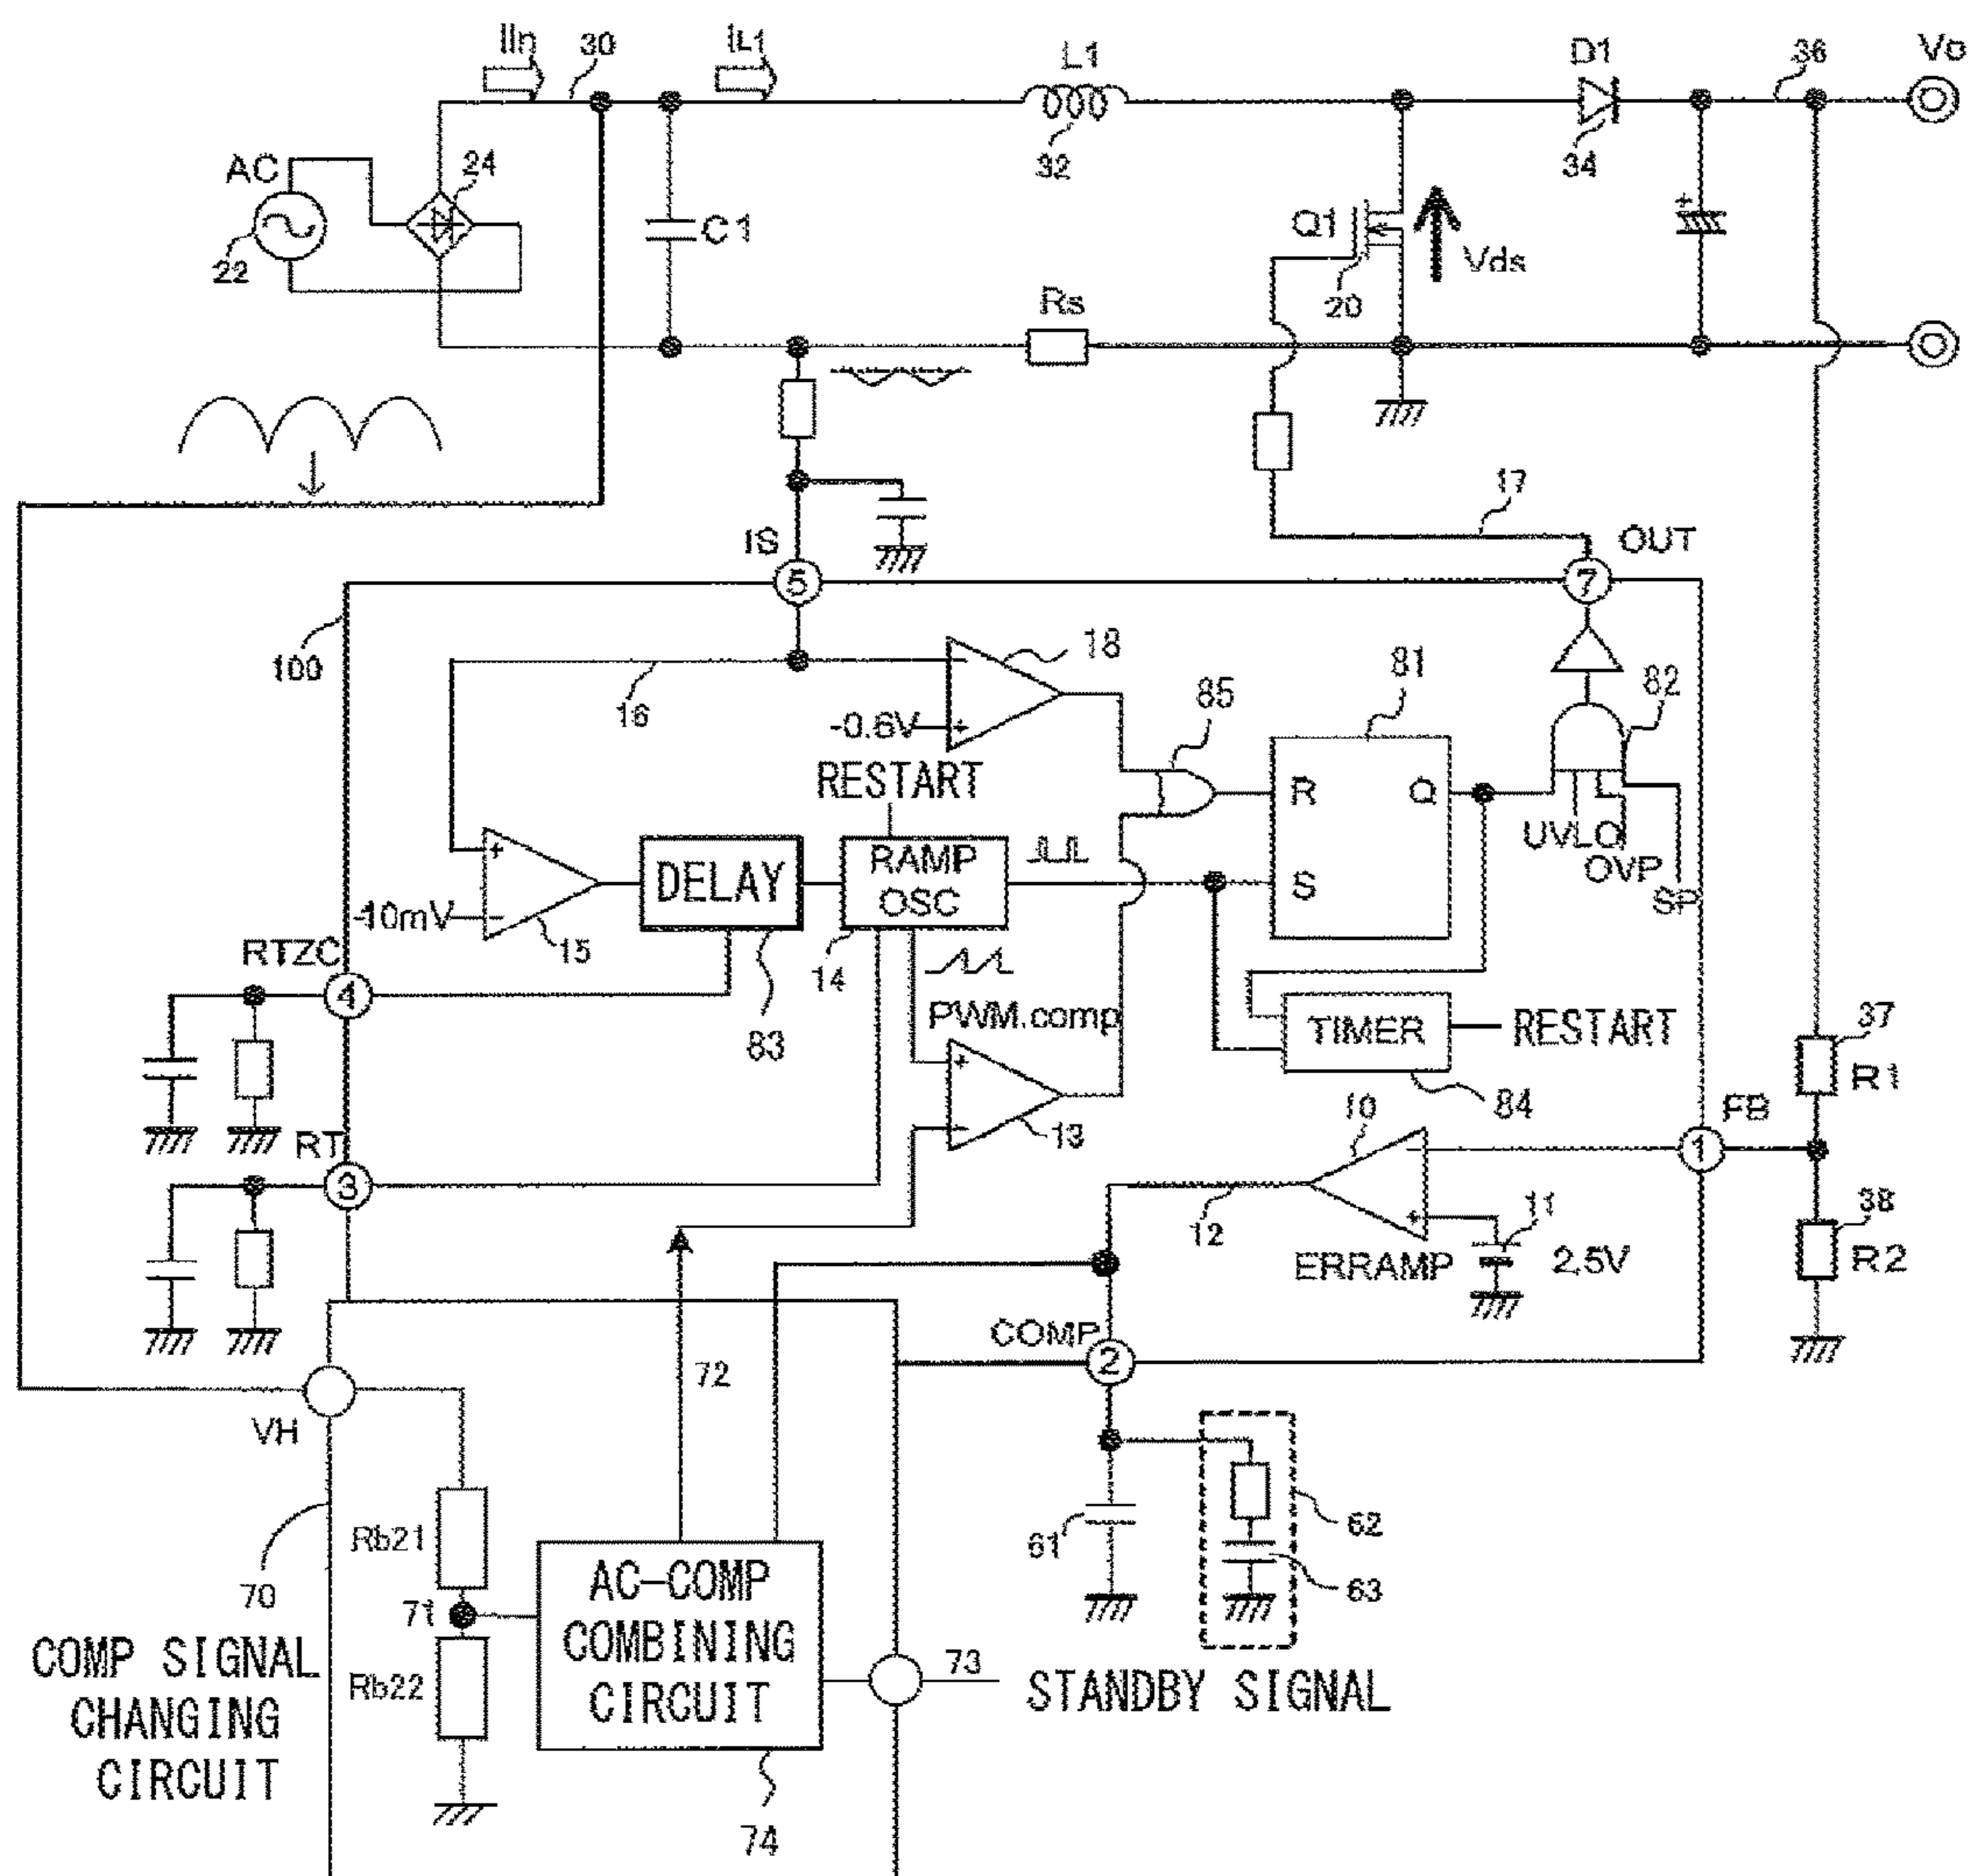 Iin
30
IL1
L1
D1
36
Vo
AC
24
32
34
C1
Q1
Vds
22
20
Rs
17
IS
OUT
5
7
100
18
81
82
16
85
-0.6V
RESTART
R
Q
UVLO
OVP
SP
DELAY
RAMP
OSC
S
-10mV
15
RTZC
14
4
83
PWM.comp
TIMER
RESTART
37
R1
84
10
FB
13
RT
1
3
11
38
12
ERRAMP
2.5V
R2
COMP
2
72
VH
Rb21
61
62
70
63
71
AC-COMP
COMBINING
CIRCUIT
COMP SIGNAL
CHANGING
CIRCUIT
Rb22
73
STANDBY SIGNAL
74